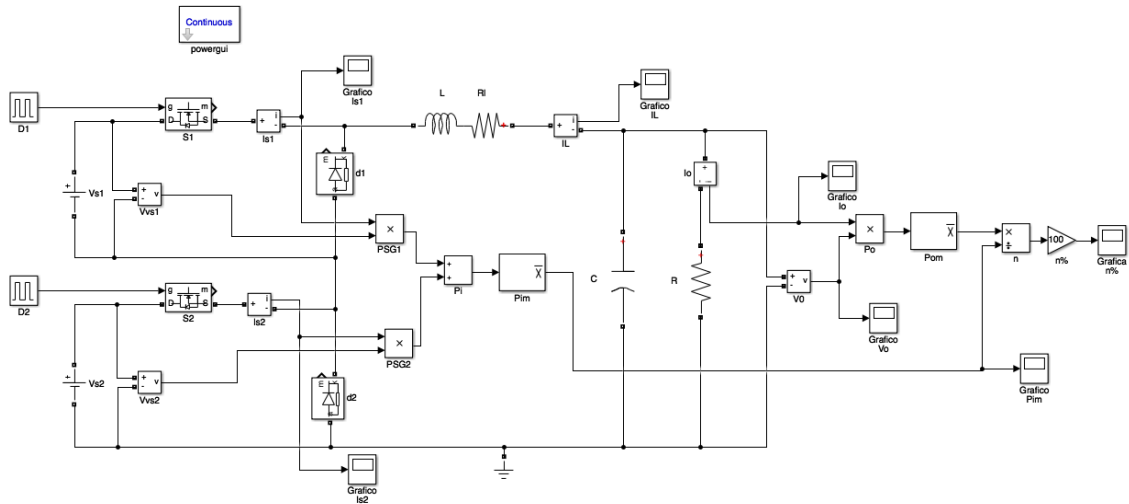 Continuous
powergui
D1
g
m
D
S
S1
+
-
i
Is1
Grafico
Is1
L
Rl
+
-
i
IL
Grafico
IL
Vs1
+
+
-
v
Vvs1
d1
×
PSG1
Io
+
-
i
Grafico
Io
×
Po
Pom
×
÷
n
100
n%
Grafica
n%
D2
g
m
D
S
S2
+
-
i
Is2
+
+
Pi
Pim
C
R
+
-
v
V0
Grafico
Vo
Vs2
+
+
-
v
Vvs2
×
PSG2
d2
Grafico
Pim
Grafico
Is2